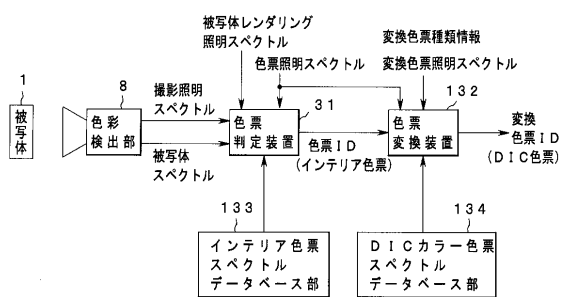 被写体レンダリング
照明スペクトル
色票照明スペクトル
変換色票種類情報
変換色票照明スペクトル
1
被写体
8
色彩
検出部
撮影照明
スペクトル
被写体
スペクトル
31
色票
判定装置
色票ID
(インテリア色票)
132
色票
変換装置
変換
色票ID
(DIC色票)
133
インテリア色票
スペクトル
データベース部
134
DICカラー色票
スペクトル
データベース部